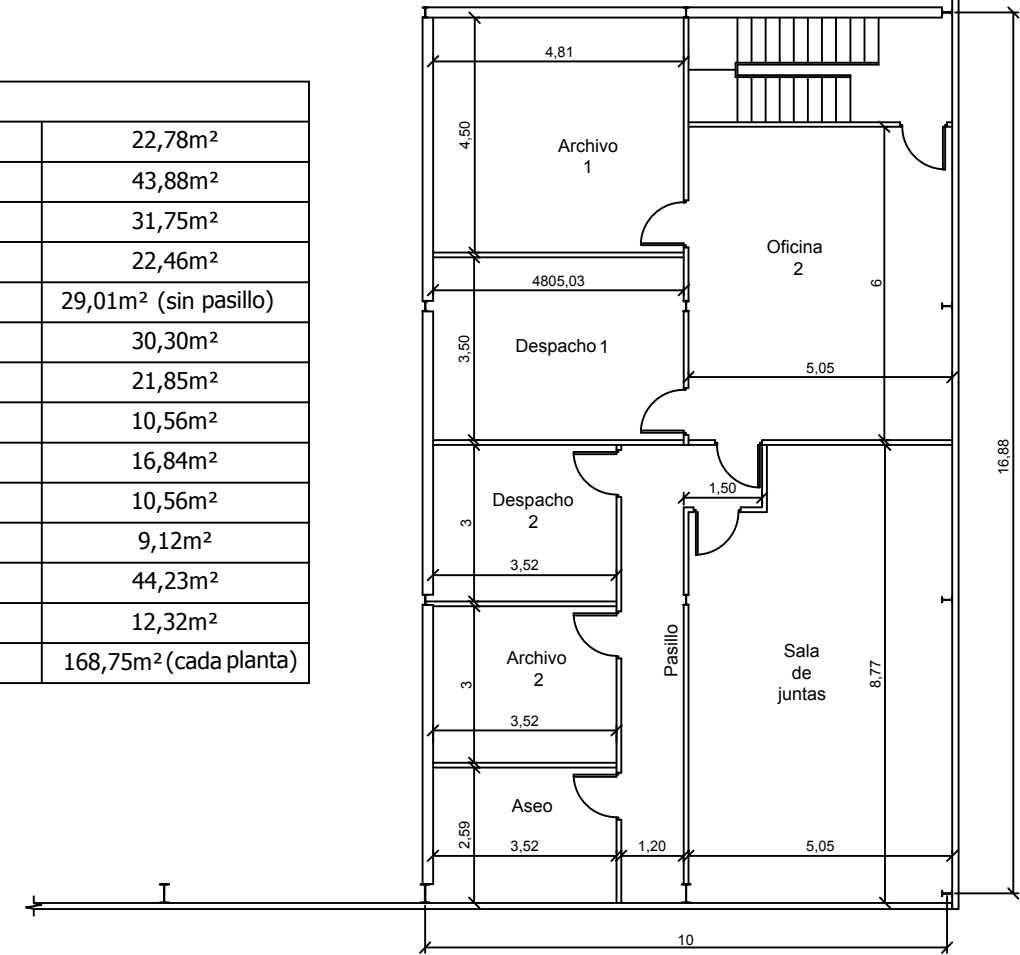 22,78m²
43,88m²
31,75m²
22,46m²
29,01m² (sin pasillo)
30,30m²
21,85m²
10,56m²
16,84m²
10,56m²
9,12m²
44,23m²
12,32m²
168,75m² (cada planta)
4,81
4,50
Archivo
1
Oficina
2
6
4805,03
3,50
Despacho 1
5,05
16,88
Despacho
2
1,50
3
3,52
Archivo
2
3
3,52
Pasillo
Sala
de
juntas
8,77
Aseo
2,59
3,52
1,20
5,05
10